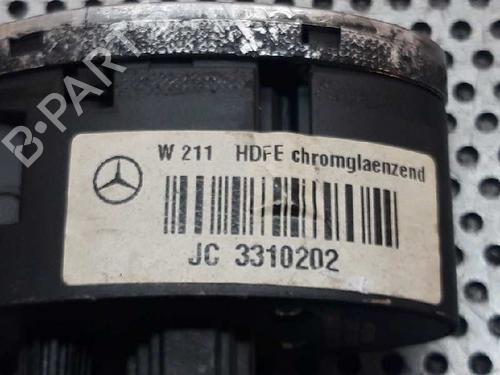 B-PARTS
W 211 HDFE chromglaenzend
JC 3310202